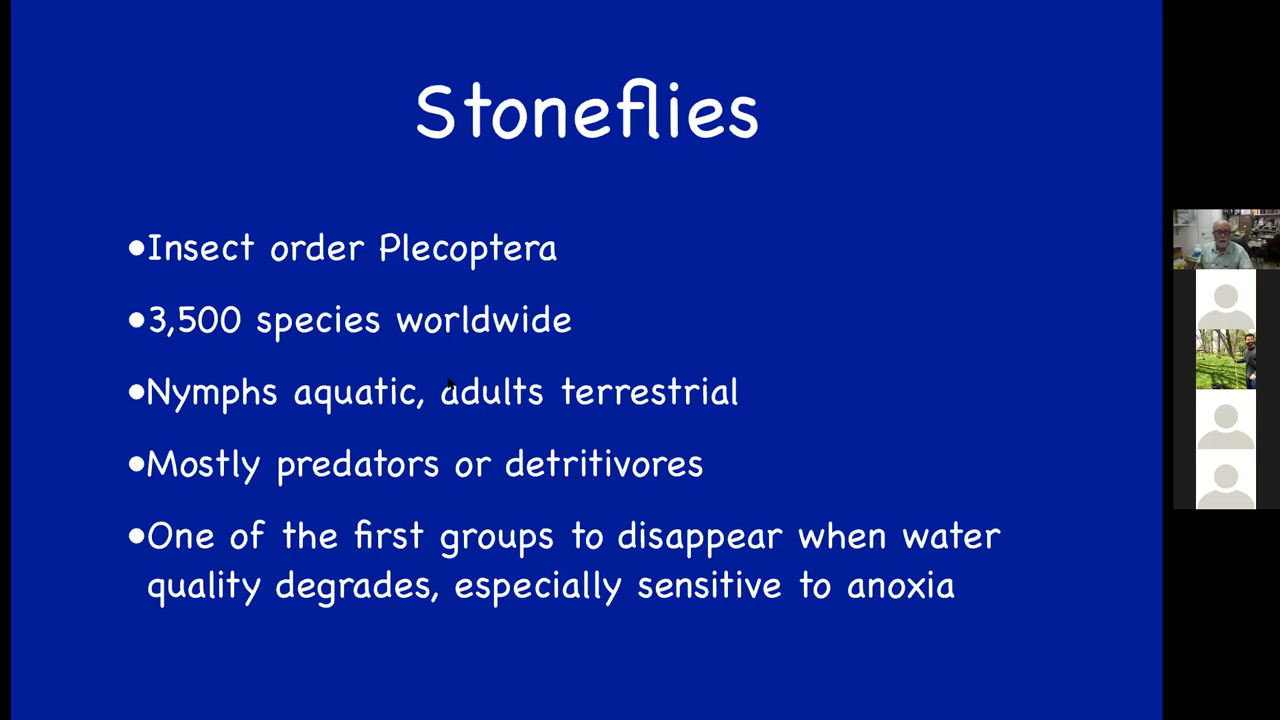 Stoneflies
•Insect order Plecoptera
•3,500 species worldwide
•Nymphs aquatic, adults terrestrial
•Mostly predators or detritivores
•One of the first groups to disappear when water
quality degrades, especially sensitive to anoxia